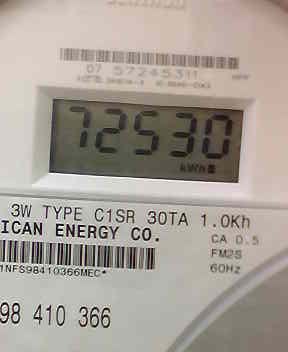 07 57245311
72530
kWh
3W TYPE C1SR 30TA 1.0Kh
ICAN ENERGY CO.
CA 0.5
FM2S
60Hz
1NFS98410366MEC*
98 410 366